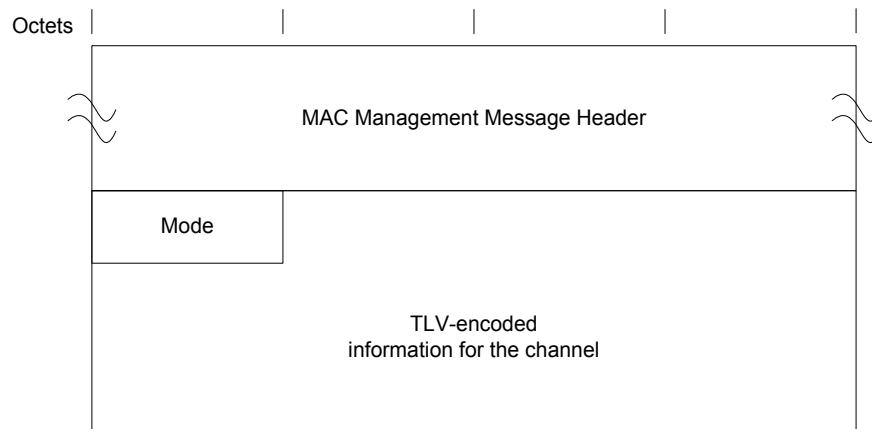 Octets
MAC Management Message Header
Mode
TLV-encoded
information for the channel